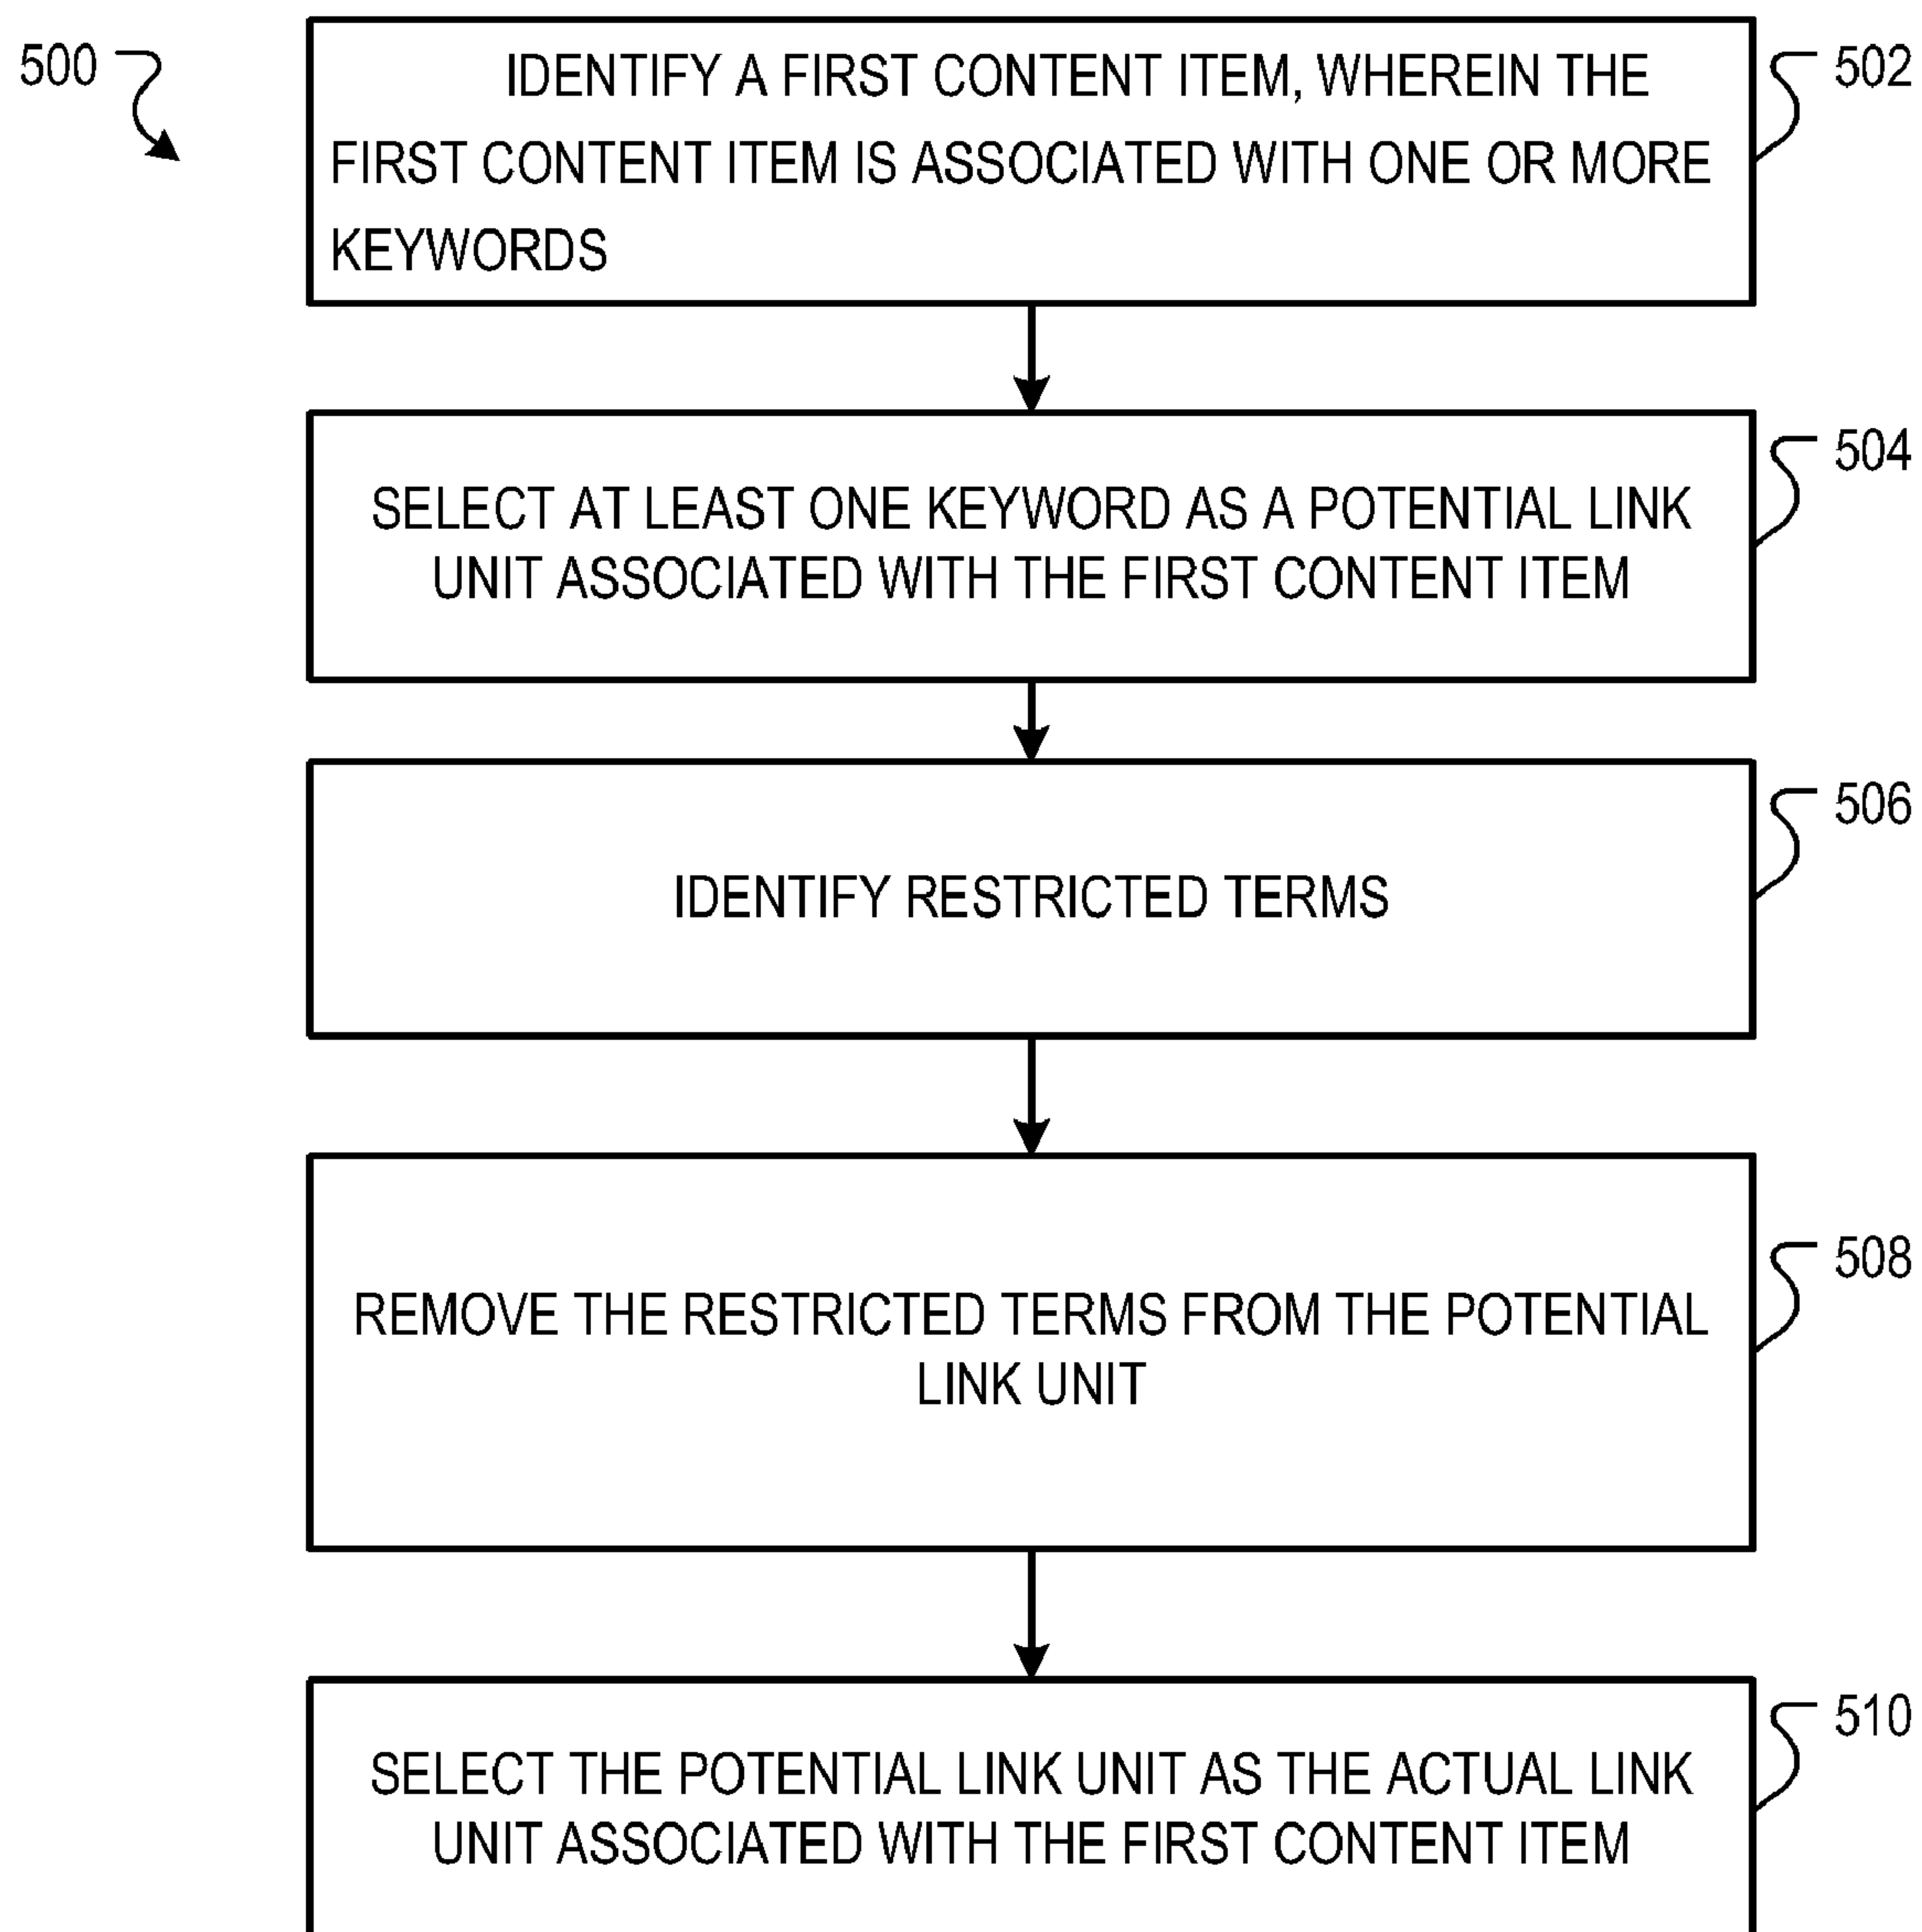 500
IDENTIFY A FIRST CONTENT ITEM, WHEREIN THE
FIRST CONTENT ITEM IS ASSOCIATED WITH ONE OR MORE
KEYWORDS
502
SELECT AT LEAST ONE KEYWORD AS A POTENTIAL LINK
UNIT ASSOCIATED WITH THE FIRST CONTENT ITEM
504
IDENTIFY RESTRICTED TERMS
506
REMOVE THE RESTRICTED TERMS FROM THE POTENTIAL
LINK UNIT
508
SELECT THE POTENTIAL LINK UNIT AS THE ACTUAL LINK
UNIT ASSOCIATED WITH THE FIRST CONTENT ITEM
510